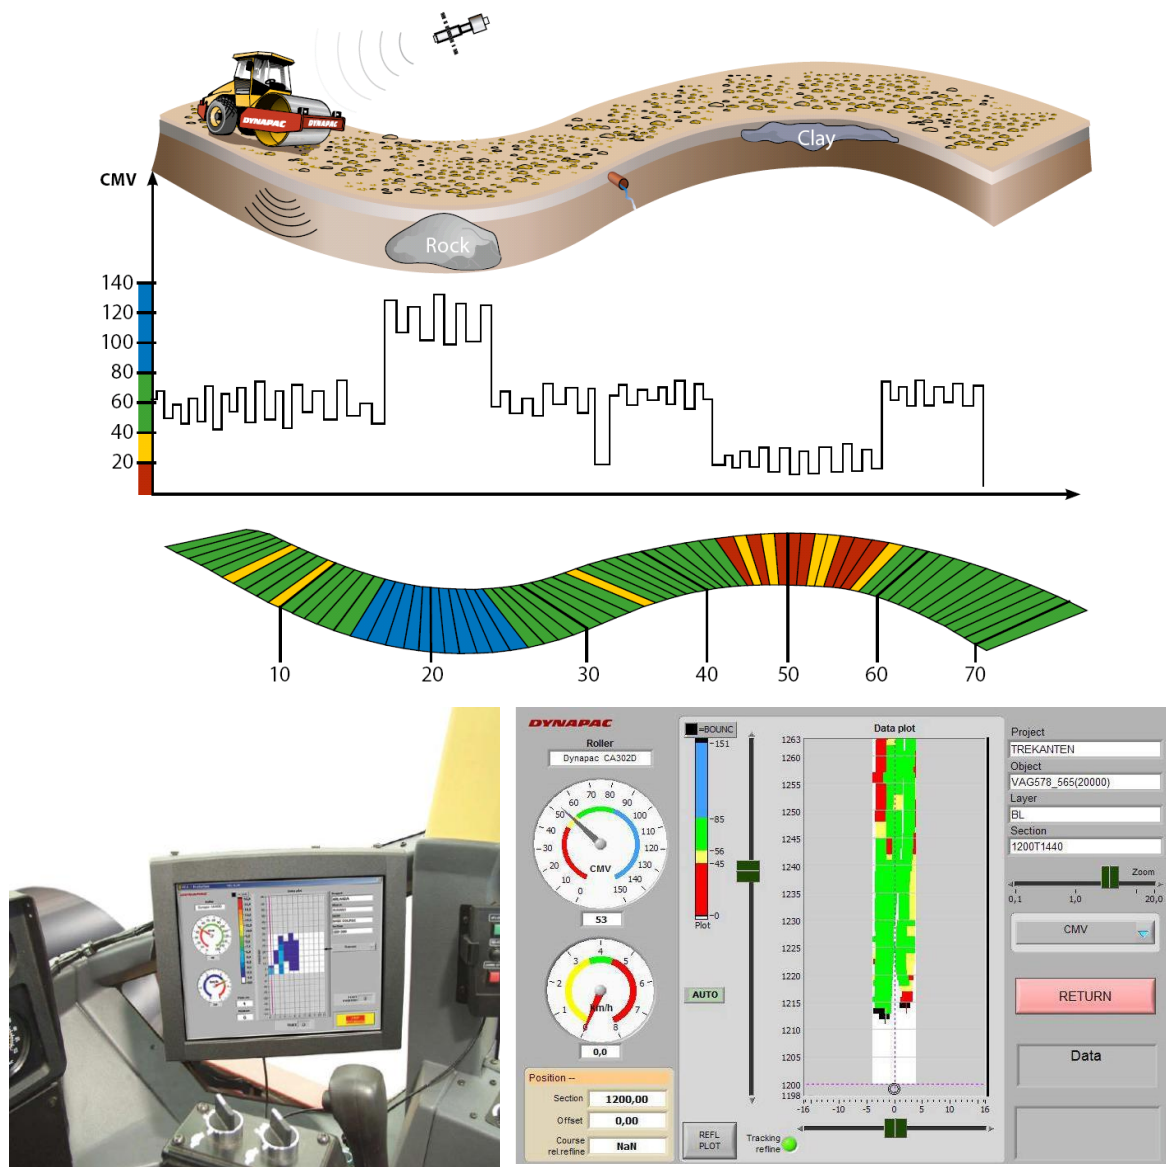 DYNAPAC
DYNAPAC
Clay
Rock
CMV
140
120
100
80
60
40
20
10
20
30
40
50
60
70
DYNAPAC
Roller
Dynapac CA302D
0
10
20
30
40
50
60
70
80
90
100
110
120
130
140
150
CMV
53
0
1
2
3
4
5
6
7
8
km/h
0,0
Position --
Section 1200,00
Offset 0,00
Course
rel.refline NaN
=BOUNC
-151
-85
-56
-45
-0
Plot
AUTO
REFL
PLOT
Tracking
refline
Data plot
1263
1260
1255
1250
1245
1240
1235
1230
1225
1220
1215
1210
1205
1200
1198
-16 -10 -5 0 5 10 16
Project
TREKANTEN
Object
VAG578_565(20000)
Layer
BL
Section
1200T1440
Zoom
0,1 1,0 20,0
CMV
RETURN
Data